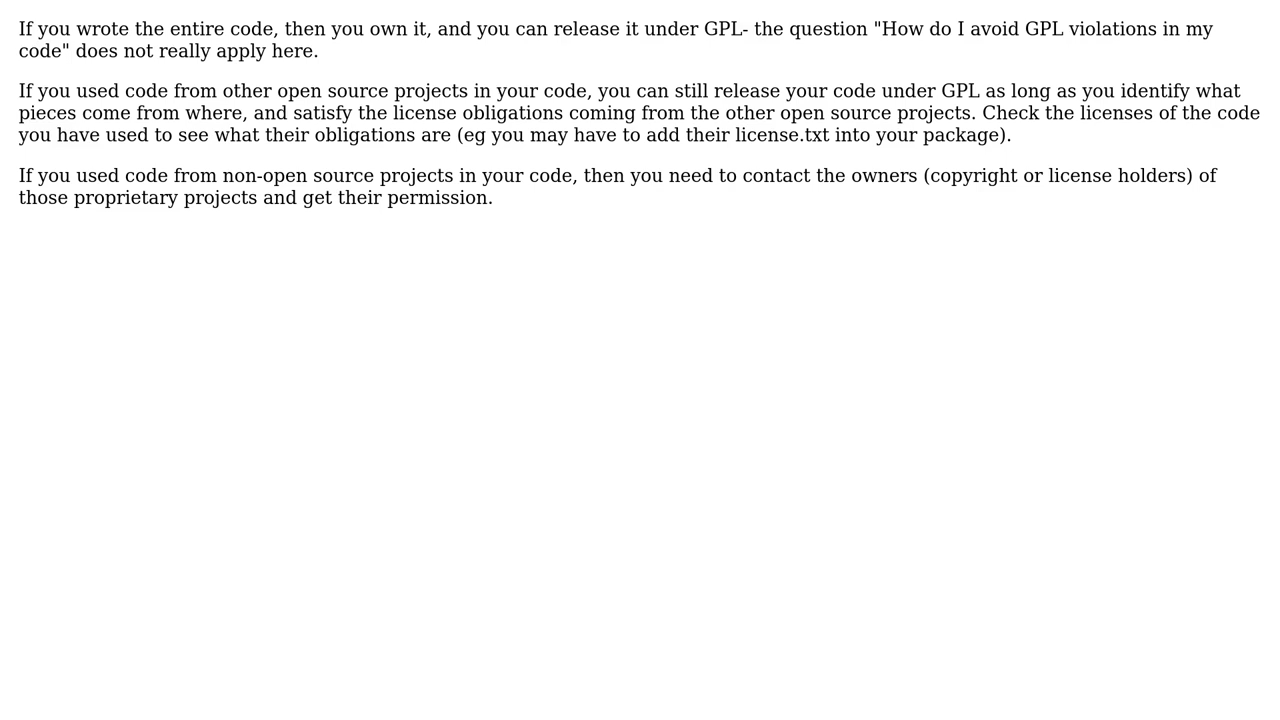 If you wrote the entire code, then you own it, and you can release it under GPL- the question "How do I avoid GPL violations in my
code" does not really apply here.
If you used code from other open source projects in your code, you can still release your code under GPL as long as you identify what
pieces come from where, and satisfy the license obligations coming from the other open source projects. Check the licenses of the code
you have used to see what their obligations are (eg you may have to add their license.txt into your package).
If you used code from non-open source projects in your code, then you need to contact the owners (copyright or license holders) of
those proprietary projects and get their permission.